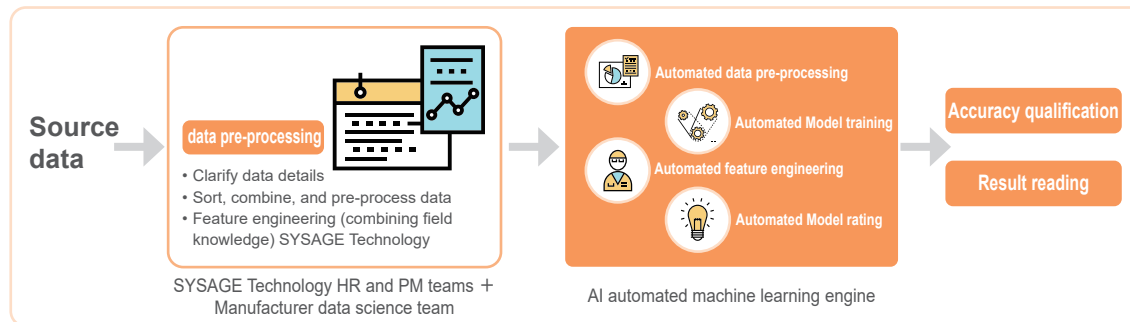 Source
data
data pre-processing
• Clarify data details
• Sort, combine, and pre-process data
• Feature engineering (combining field
knowledge) SYSAGE Technology
SYSAGE Technology HR and PM teams +
Manufacturer data science team
Automated data pre-processing
Automated Model training
Automated feature engineering
Automated Model rating
AI automated machine learning engine
Accuracy qualification
Result reading